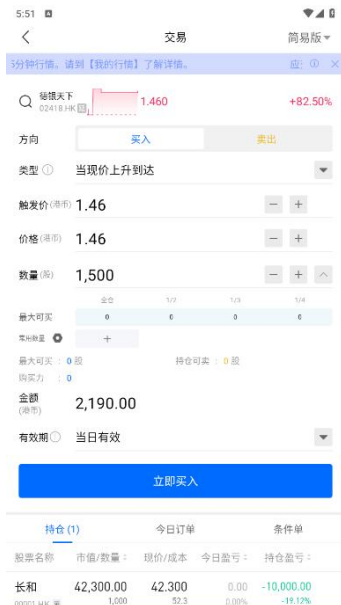 5:51
交易
简易版
5分钟行情，请到【我的行情】了解详情。
德银天下
02418.HK
1.460
+82.50%
方向
买入
卖出
类型
当现价上升到达
触发价(港币)
1.46
价格(港币)
1.46
数量(股)
1,500
全仓 1/2 1/3 1/4
最大可买 0 0 0 0
常用数量
最大可买 : 0 股 持仓可卖 : 0 股
购买力 : 0
金额
(港币)
2,190.00
有效期
当日有效
立即买入
持仓(1) 今日订单 条件单
股票名称 市值/数量 现价/成本 今日盈亏 持仓盈亏
长和 42,300.00 42.300 0.00 -10,000.00
00001.HK 1,000 52.3 0.00% -19.12%